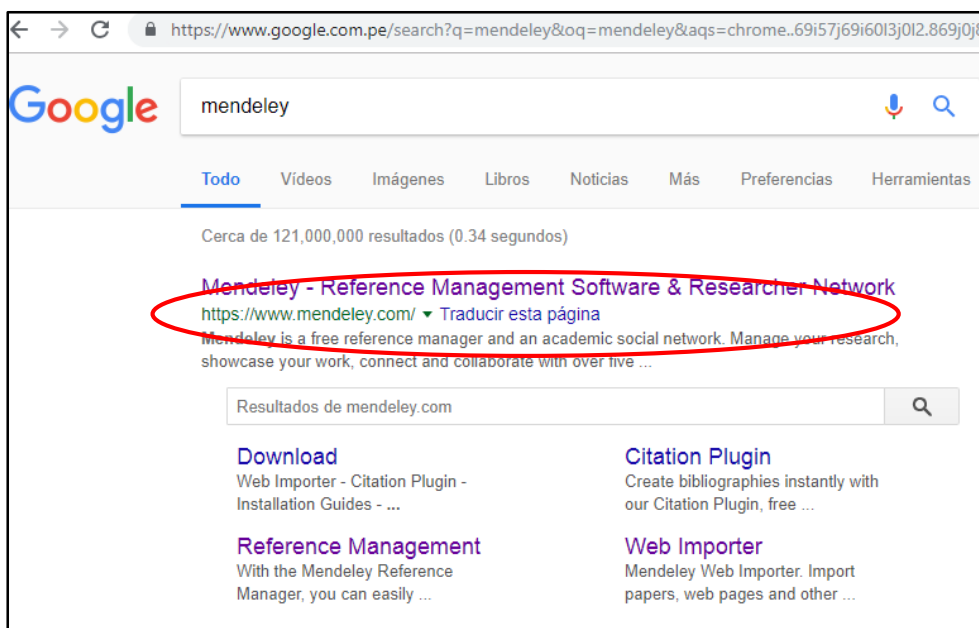 https://www.google.com.pe/search?q=mendeley&oq=mendeley&aqs=chrome..69i57j69i60l3j0l2.869j0j8
Google
mendeley
Todo Vídeos Imágenes Libros Noticias Más Preferencias Herramientas
Cerca de 121,000,000 resultados (0.34 segundos)
Mendeley - Reference Management Software & Researcher Network
https://www.mendeley.com/ ▾ Traducir esta página
Mendeley is a free reference manager and an academic social network. Manage your research,
showcase your work, connect and collaborate with over five ...
Resultados de mendeley.com
Download
Web Importer - Citation Plugin -
Installation Guides - ...
Citation Plugin
Create bibliographies instantly with
our Citation Plugin, free ...
Reference Management
With the Mendeley Reference
Manager, you can easily ...
Web Importer
Mendeley Web Importer. Import
papers, web pages and other ...